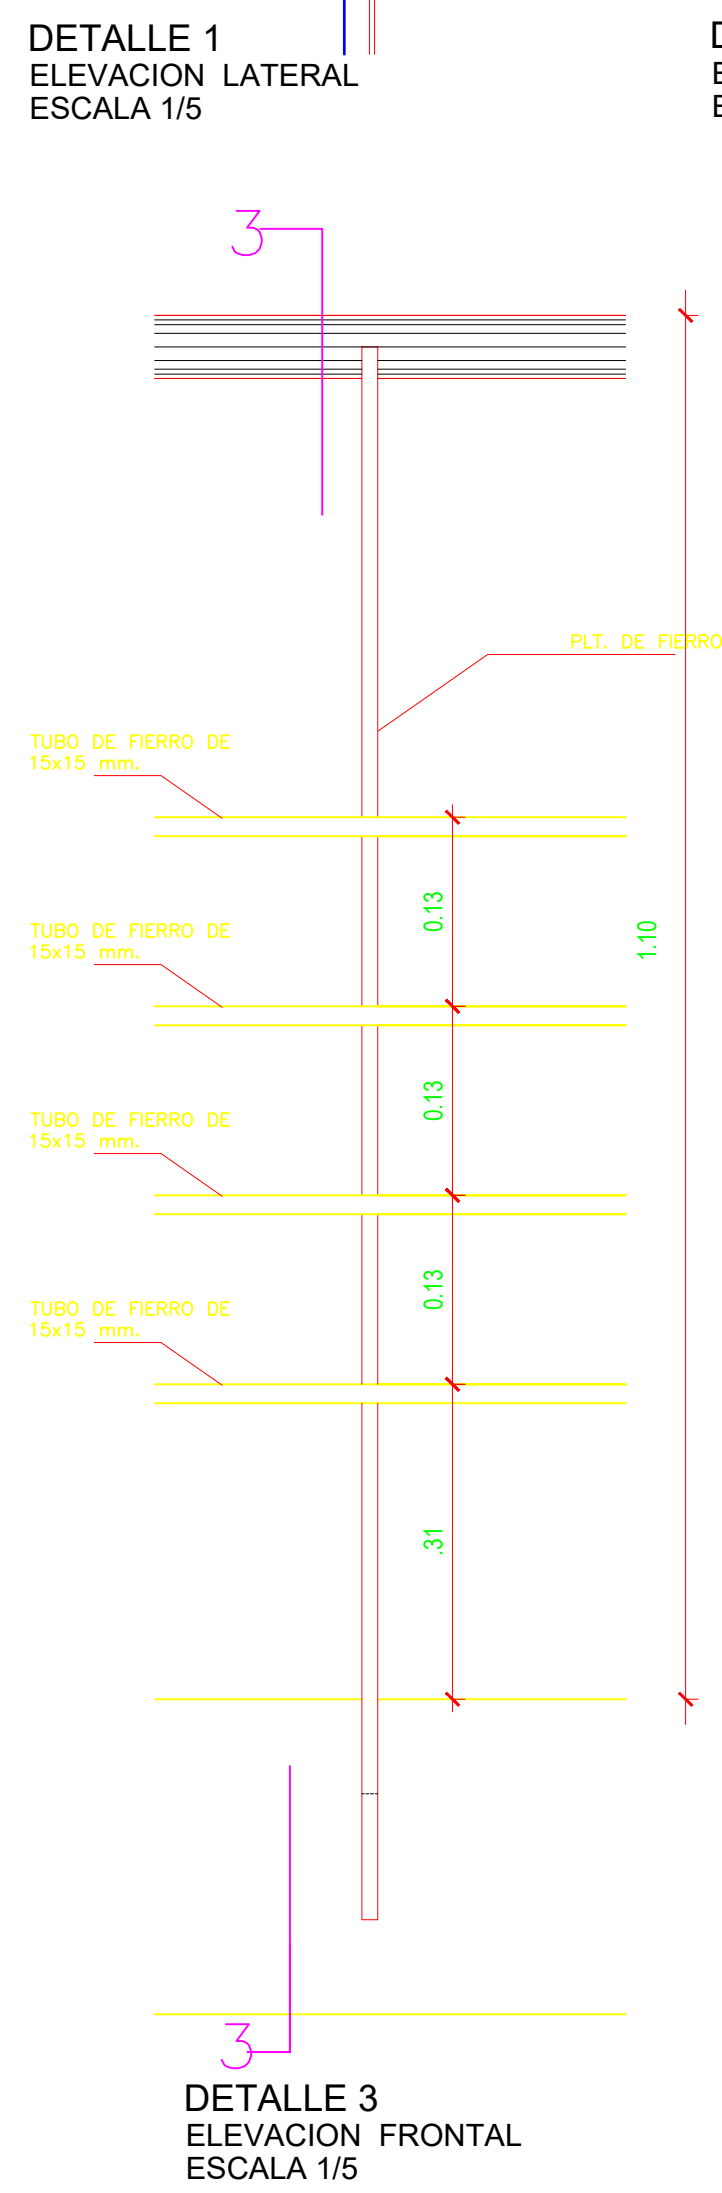 DETALLE 1
ELEVACION LATERAL
ESCALA 1/5
3
PLT. DE FIERRO
TUBO DE FIERRO DE
15x15 mm.
0.13
1.10
TUBO DE FIERRO DE
15x15 mm.
0.13
TUBO DE FIERRO DE
15x15 mm.
0.13
TUBO DE FIERRO DE
15x15 mm.
.31
3
DETALLE 3
ELEVACION FRONTAL
ESCALA 1/5